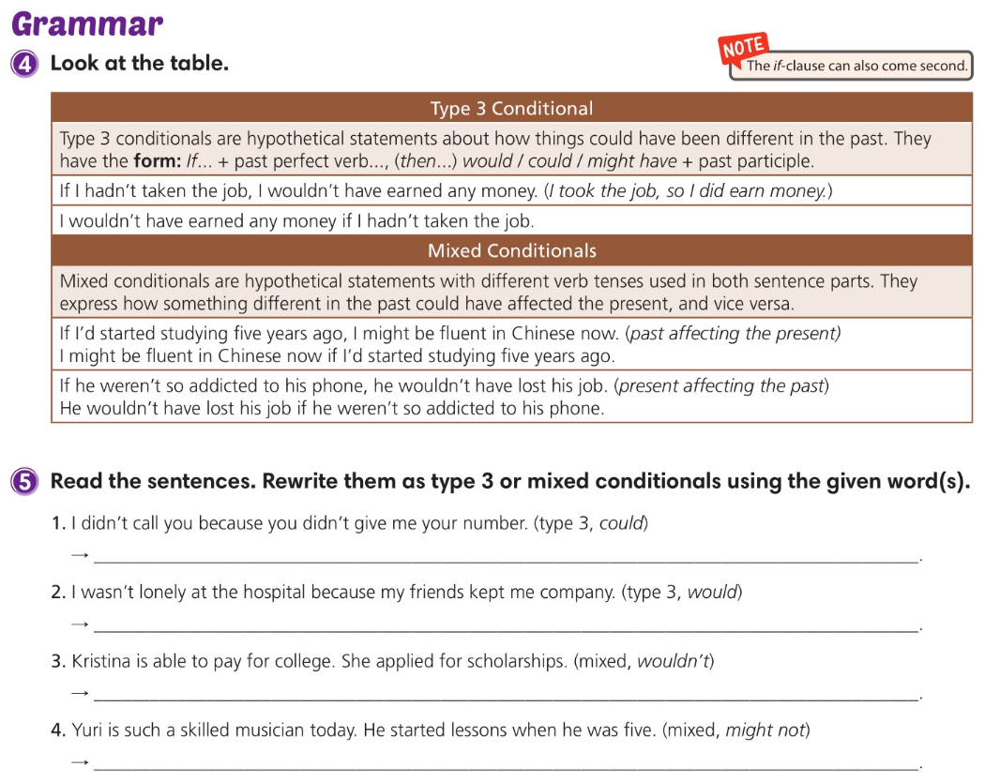 Grammar
4 Look at the table.
NOTE
The if-clause can also come second.
Type 3 Conditional
Type 3 conditionals are hypothetical statements about how things could have been different in the past. They
have the form: If... + past perfect verb..., (then...) would / could / might have + past participle.
If I hadn't taken the job, I wouldn't have earned any money. (I took the job, so I did earn money.)
I wouldn't have earned any money if I hadn't taken the job.
Mixed Conditionals
Mixed conditionals are hypothetical statements with different verb tenses used in both sentence parts. They
express how something different in the past could have affected the present, and vice versa.
If I'd started studying five years ago, I might be fluent in Chinese now. (past affecting the present)
I might be fluent in Chinese now if I'd started studying five years ago.
If he weren't so addicted to his phone, he wouldn't have lost his job. (present affecting the past)
He wouldn't have lost his job if he weren't so addicted to his phone.
5 Read the sentences. Rewrite them as type 3 or mixed conditionals using the given word(s).
1. I didn't call you because you didn't give me your number. (type 3, could)
→ ______.
2. I wasn't lonely at the hospital because my friends kept me company. (type 3, would)
→ ______.
3. Kristina is able to pay for college. She applied for scholarships. (mixed, wouldn't)
→ ______.
4. Yuri is such a skilled musician today. He started lessons when he was five. (mixed, might not)
→ ______.